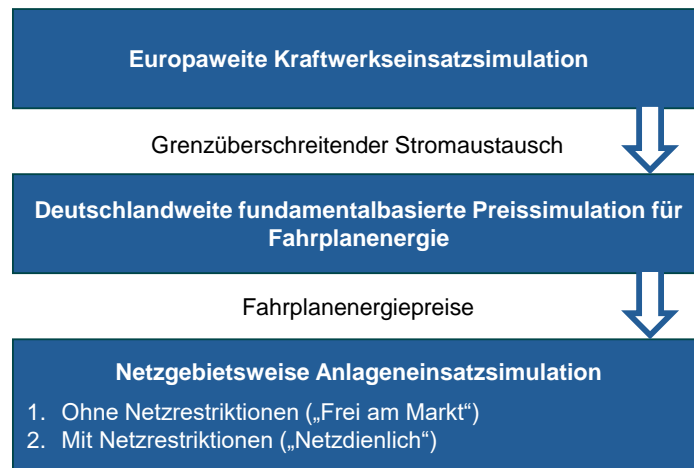 Europaweite Kraftwerkseinsatzsimulation
Grenzüberschreitender Stromaustausch
Deutschlandweite fundamentalbasierte Preissimulation für
Fahrplanenergie
Fahrplanenergiepreise
Netzgebietsweise Anlageneinsatzsimulation
1. Ohne Netzrestriktionen („Frei am Markt“)
2. Mit Netzrestriktionen („Netzdienlich“)